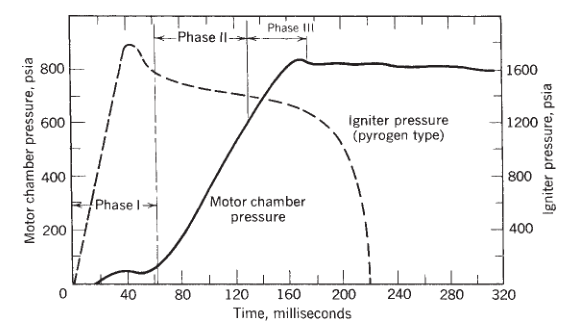 Phase III
Phase II
800
600
400
200
0
Motor chamber pressure, psia
1600
1200
800
400
Igniter pressure, psia
Igniter pressure
(pyrogen type)
Phase I
Motor chamber
pressure
40 80 120 160 200 240 280 320
Time, milliseconds